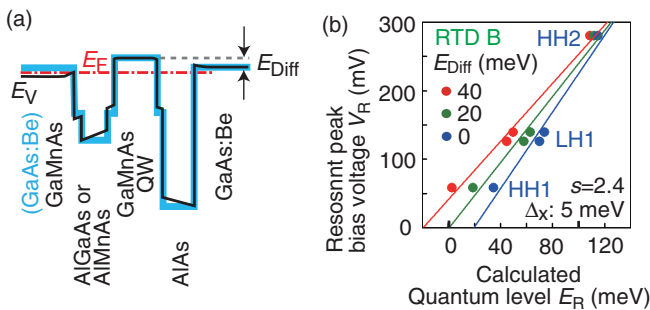 (a)
E_F
E_Diff
E_V
(GaAs:Be)
GaMnAs
AlGaAs or
AlMnAs
GaMnAs
QW
AlAs
GaAs:Be
(b)
Resosnnt peak
bias voltage V_R (mV)
300
200
100
0
RTD B
HH2
E_Diff (meV)
40
20
0
LH1
HH1
s=2.4
Δ_x: 5 meV
0 40 80 120
Calculated
Quantum level E_R (meV)